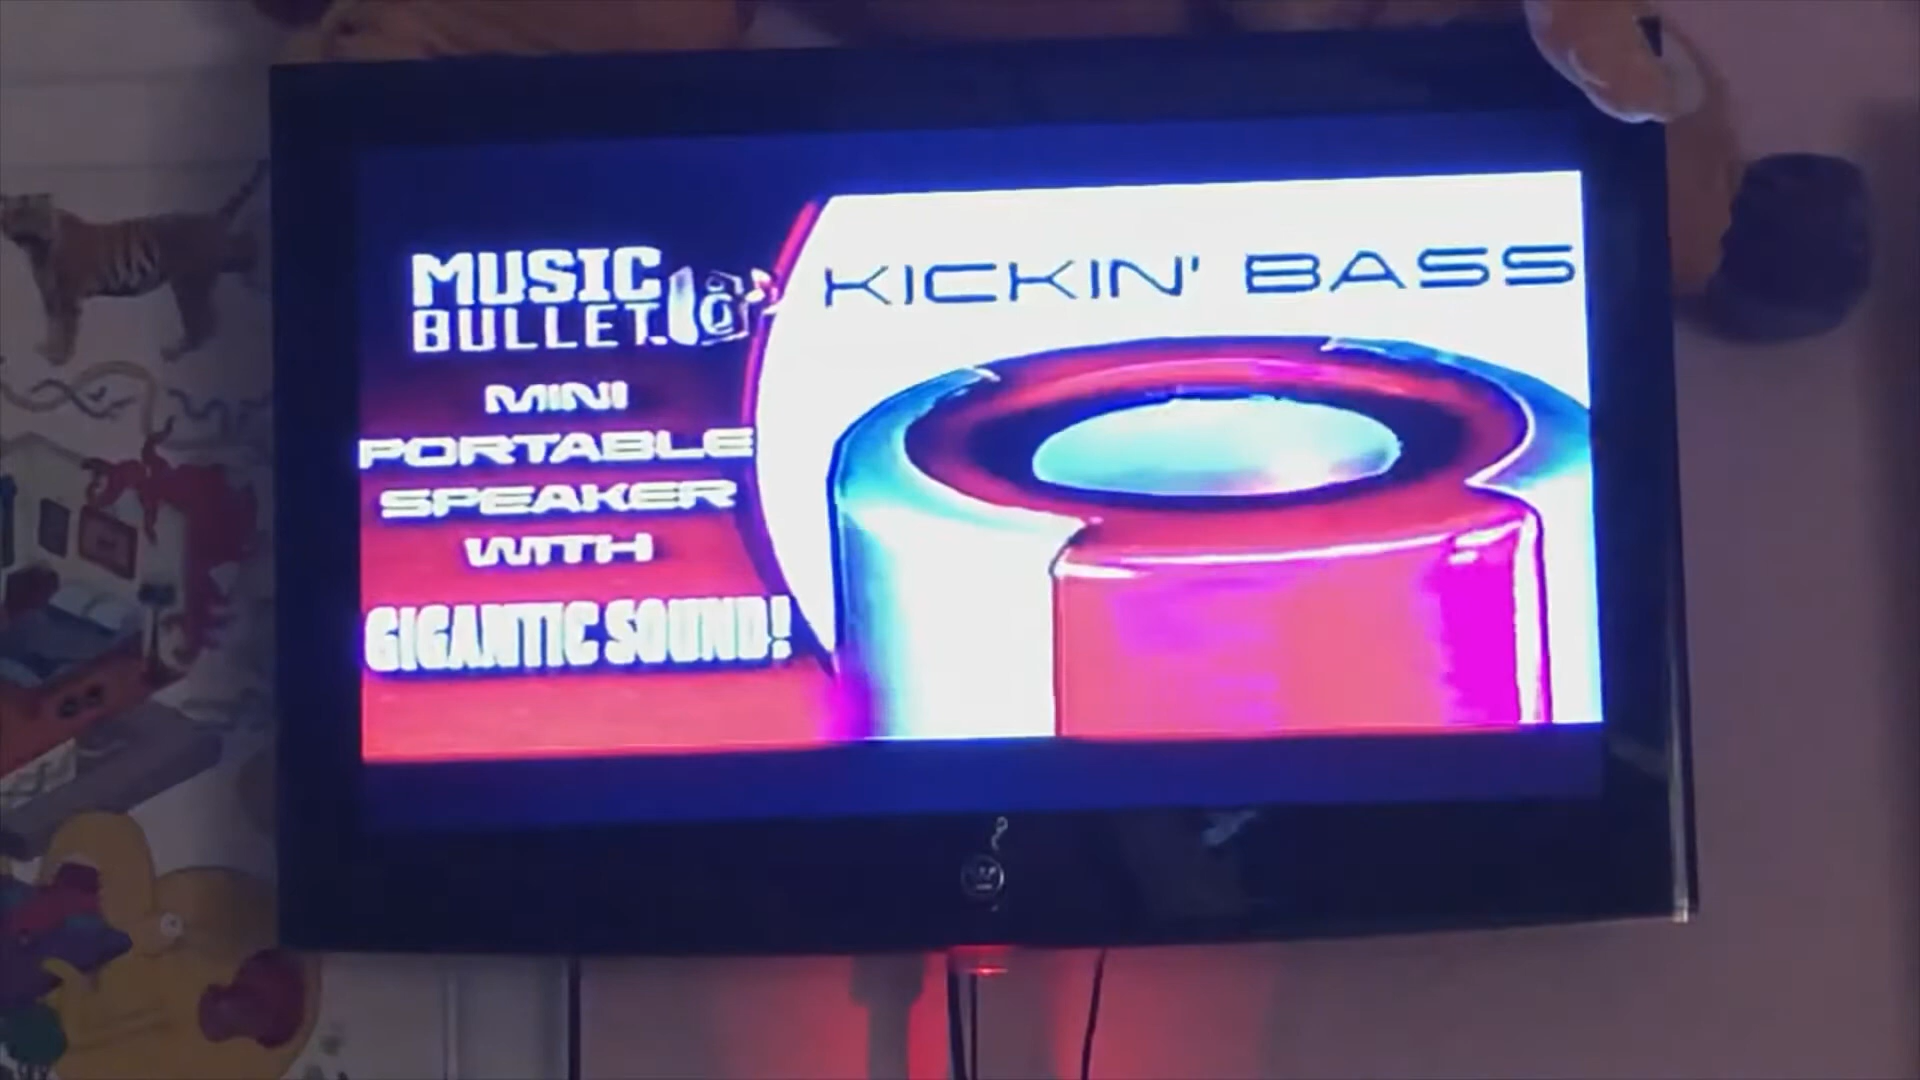 MUSIC
BULLET
MINI
PORTABLE
SPEAKER
WITH
GIGANTIC SOUND!
KICKIN' BASS